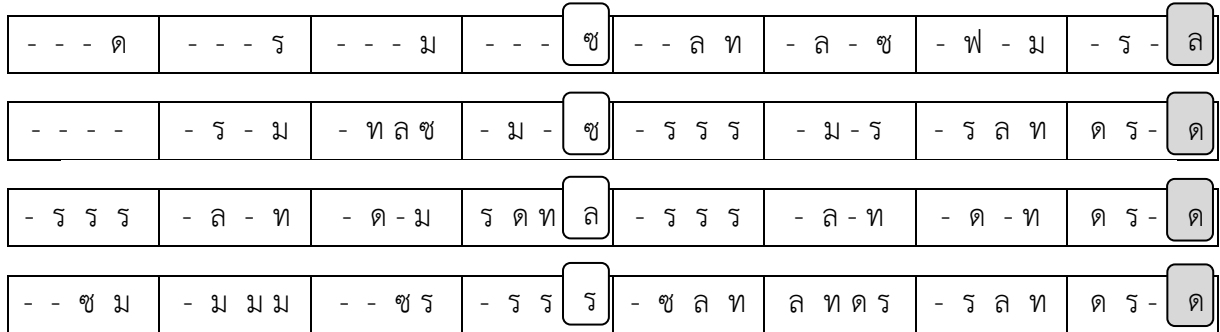 - - - ด | - - - ร | - - - ม | - - - ซ | - - ล ท | - ล - ซ | - ฟ - ม | - ร - ล
- - - - | - ร - ม | - ท ล ซ | - ม - ซ | - ร ร ร | - ม - ร | - ร ล ท | ด ร - ด
- ร ร ร | - ล - ท | - ด - ม | ร ด ท ล | - ร ร ร | - ล - ท | - ด - ท | ด ร - ด
- - ซ ม | - ม ม ม | - - ซ ร | - ร ร ร | - ซ ล ท | ล ท ด ร | - ร ล ท | ด ร - ด